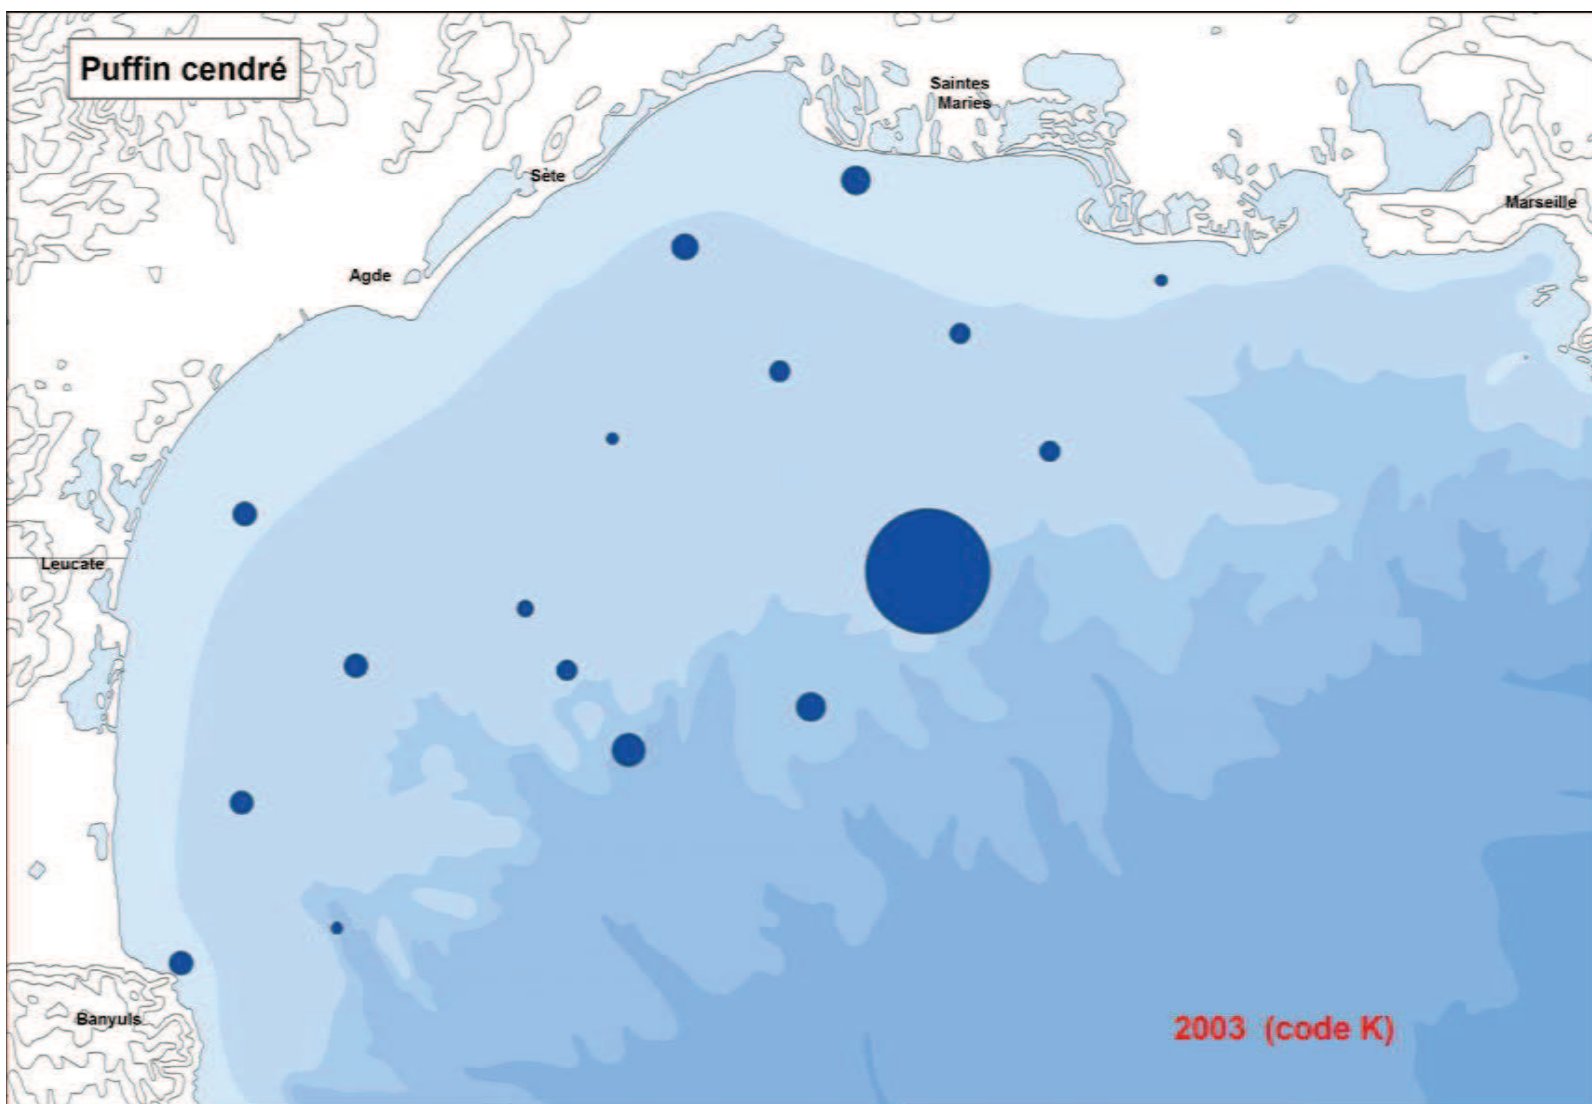 Puffin cendré
Saintes
Maries
Sète
Marseille
Agde
Leucate
Banyuls
2003 (code K)